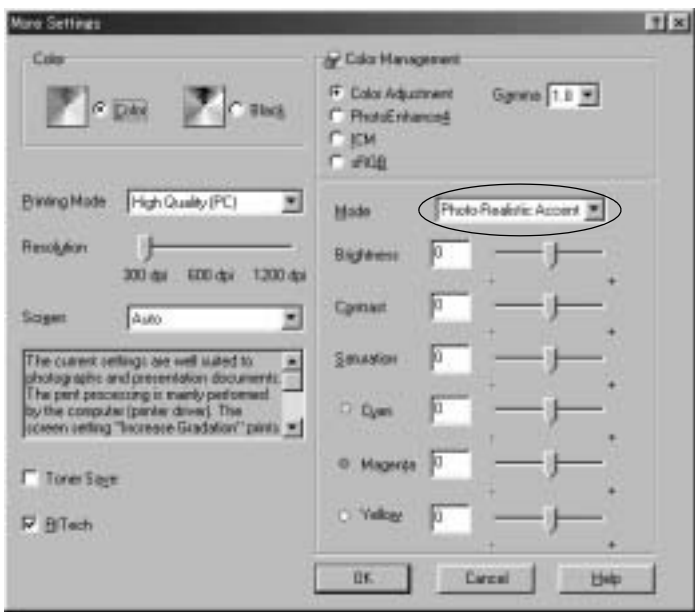 More Settings
Color
Color
Black
Printing Mode
High Quality (PC)
Resolution
300 dpi 600 dpi 1200 dpi
Screen
Auto
The current settings are well suited to
photographs and presentation documents.
The print processing is mainly performed
by the computer (printer driver). The
screen setting "Increase Gradation" prints
Toner Save
RITech
Color Management
Color Adjustment
PhotoEnhance4
ICM
sRGB
Gamma 1.8
Mode
Photo-Realistic Accent
Brightness 0
- +
Contrast 0
- +
Saturation 0
- +
Cyan 0
- +
Magenta 0
- +
Yellow 0
- +
OK
Cancel
Help